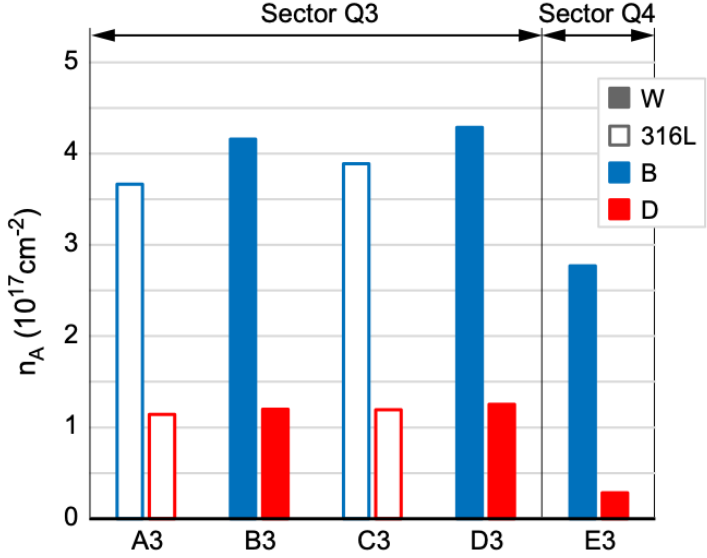 Sector Q3 Sector Q4
5
4
3
2
1
0
n_A (10^17cm^-2)
W
316L
B
D
A3 B3 C3 D3 E3